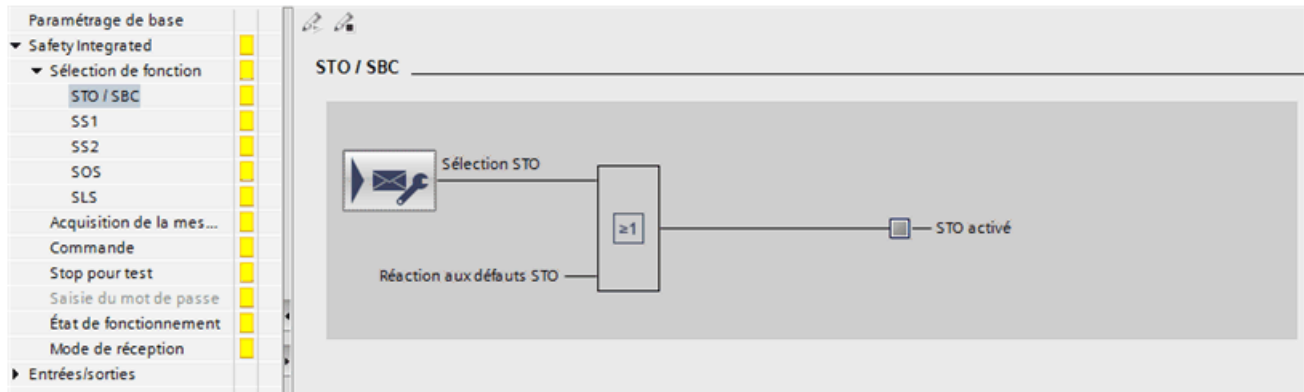 Paramétrage de base
Safety Integrated
Sélection de fonction
STO / SBC
SS1
SS2
SOS
SLS
Acquisition de la mes...
Commande
Stop pour test
Saisie du mot de passe
État de fonctionnement
Mode de réception
Entrées/sorties
STO / SBC
Sélection STO
≥1
STO activé
Réaction aux défauts STO